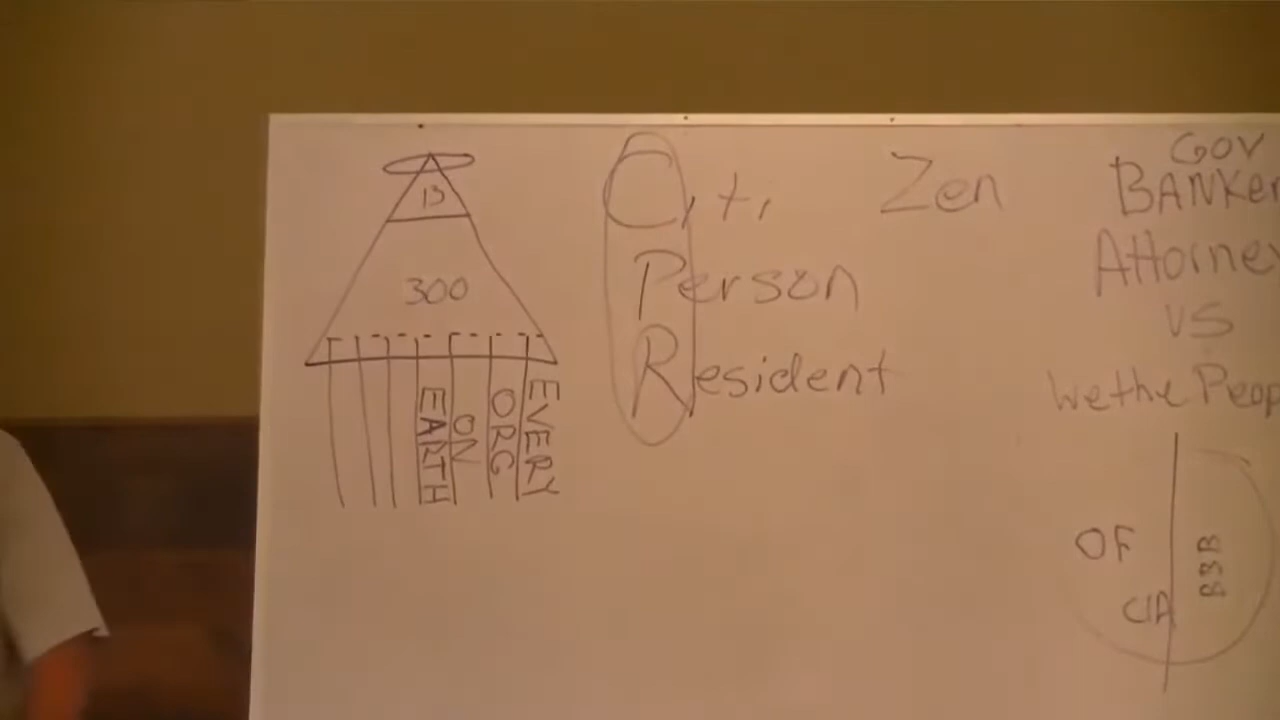 13
300
EVERY
ORG
ON
EARTH
Citi Zen
Person
Resident
GOV
BANKER
Attorney
VS
We the Peop
OF
CIA
BBB